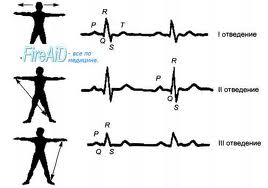 R
P T
Q
S
I отведение
FireAiD - все по
медицине.
R R
P
Q
S Q S
II отведение
R
P
Q S
III отведение